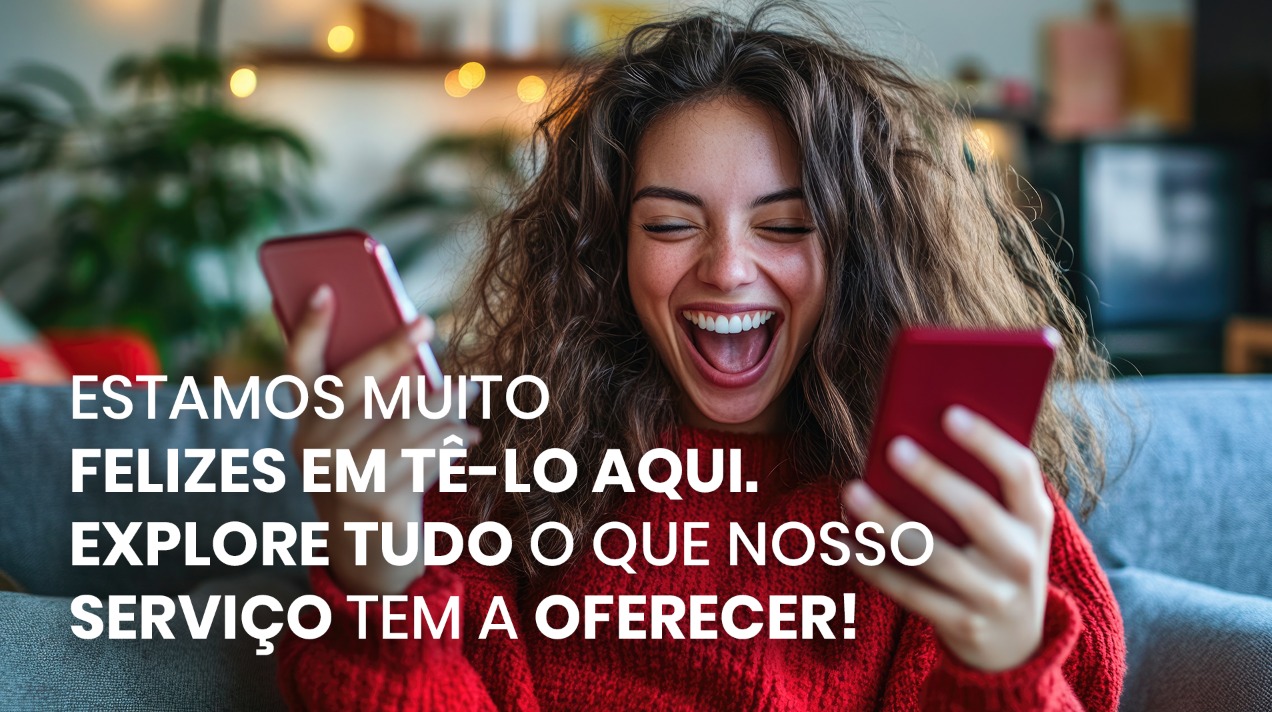 ESTAMOS MUITO
FELIZES EM TÊ-LO AQUI.
EXPLORE TUDO O QUE NOSSO
SERVIÇO TEM A OFERECER!